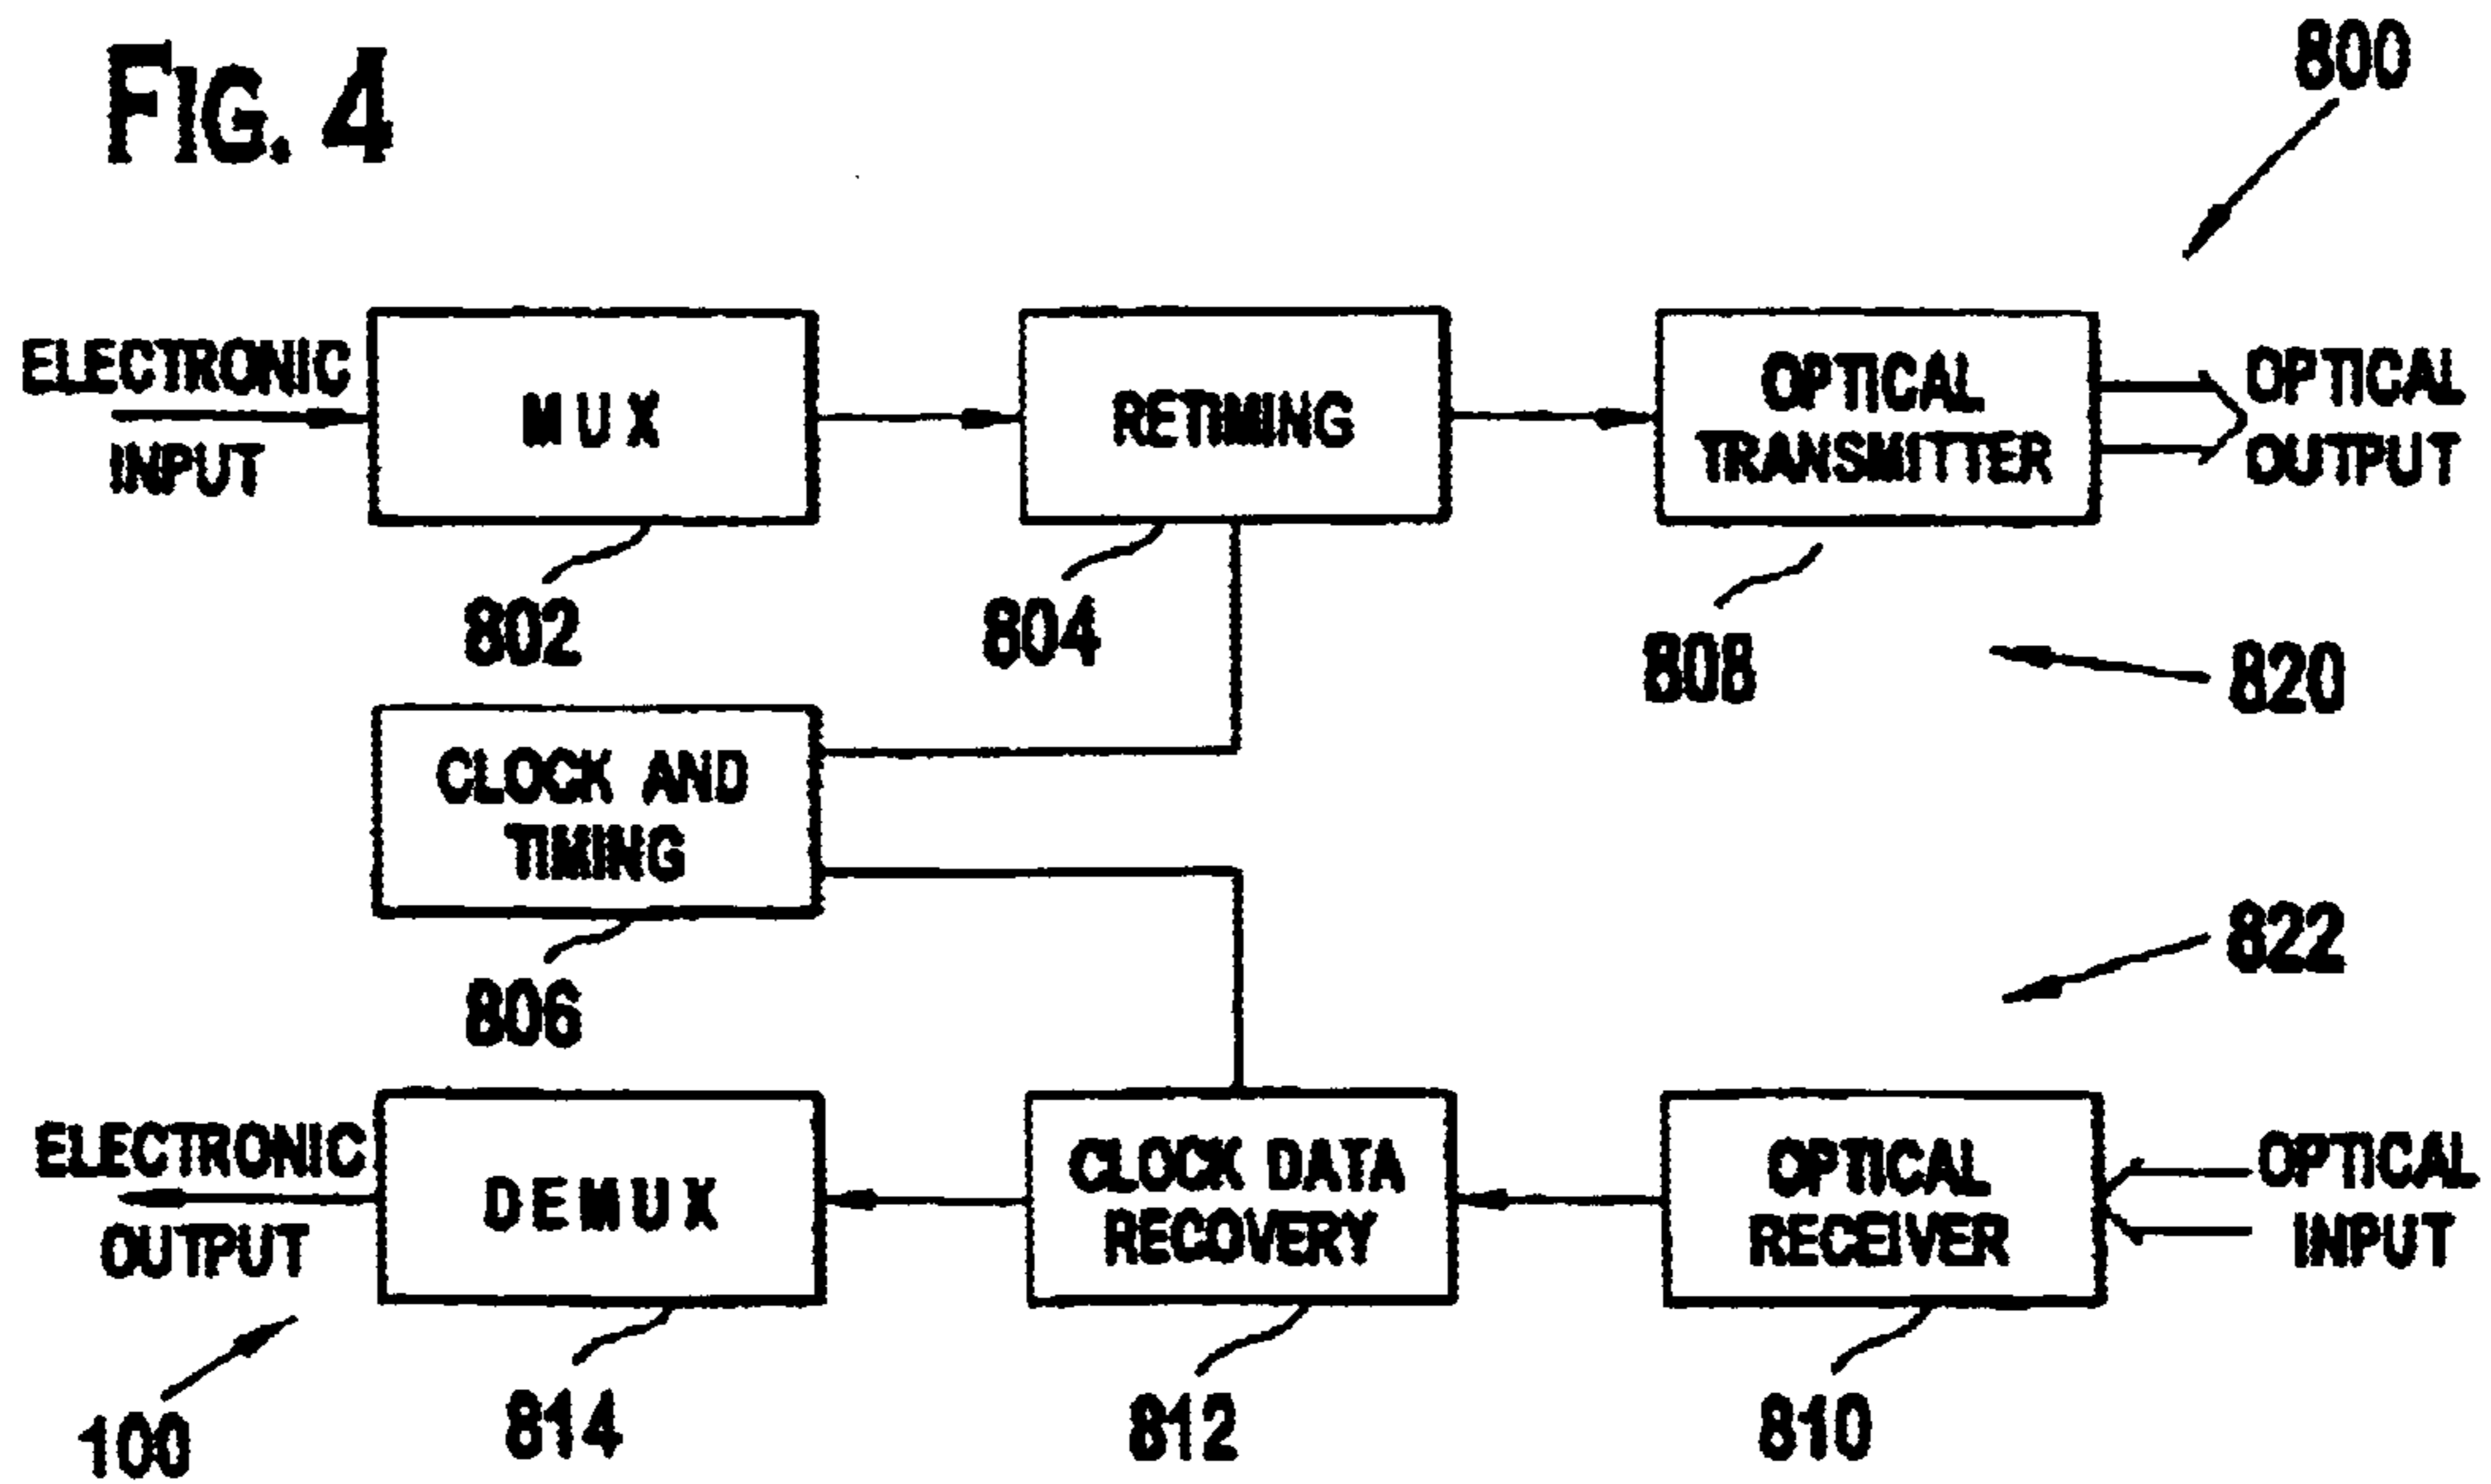 FIG. 4
800
ELECTRONIC
INPUT
MUX
RETIMING
OPTICAL
TRANSMITTER
OPTICAL
OUTPUT
802
804
808
820
CLOCK AND
TIMING
806
822
ELECTRONIC
OUTPUT
DEMUX
CLOCK DATA
RECOVERY
OPTICAL
RECEIVER
OPTICAL
INPUT
100
814
812
810